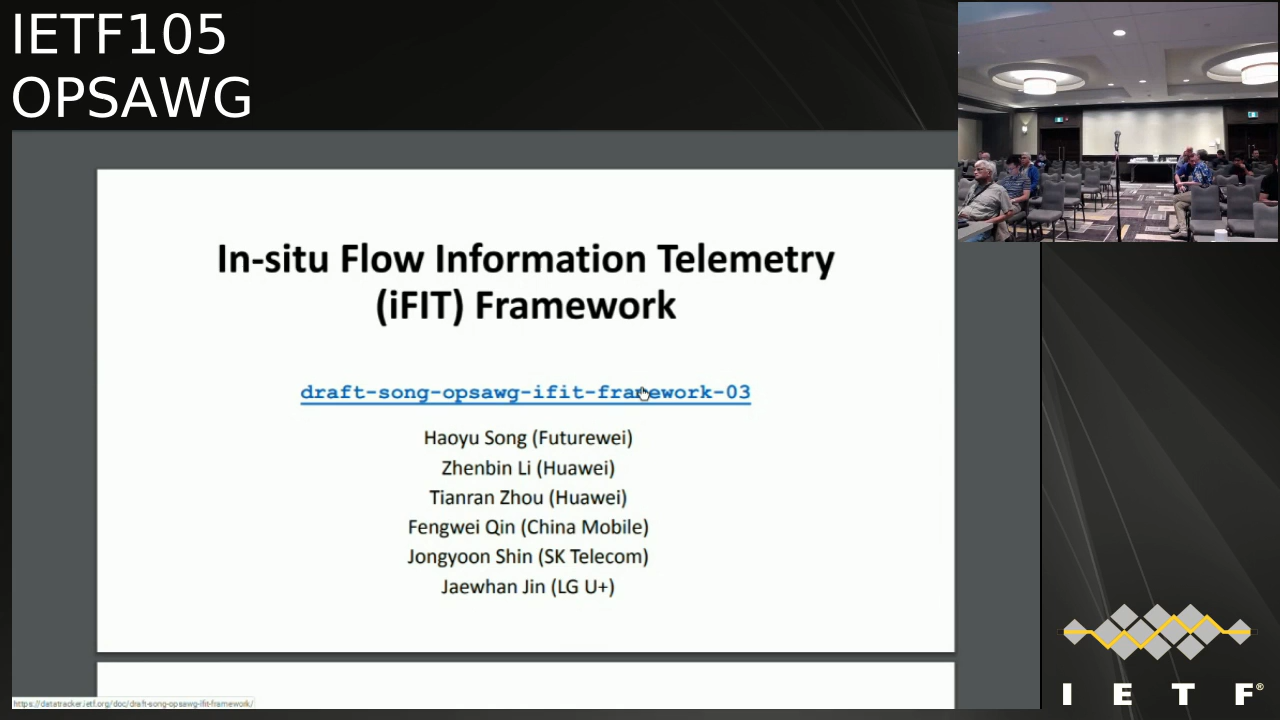 IETF105
OPSAWG
In-situ Flow Information Telemetry
(iFIT) Framework
draft-song-opsawg-ifit-framework-03
Haoyu Song (Futurewei)
Zhenbin Li (Huawei)
Tianran Zhou (Huawei)
Fengwei Qin (China Mobile)
Jongyoon Shin (SK Telecom)
Jaewhan Jin (LG U+)
https://datatracker.ietf.org/doc/draft-song-opsawg-ifit-framework/
I E T F®